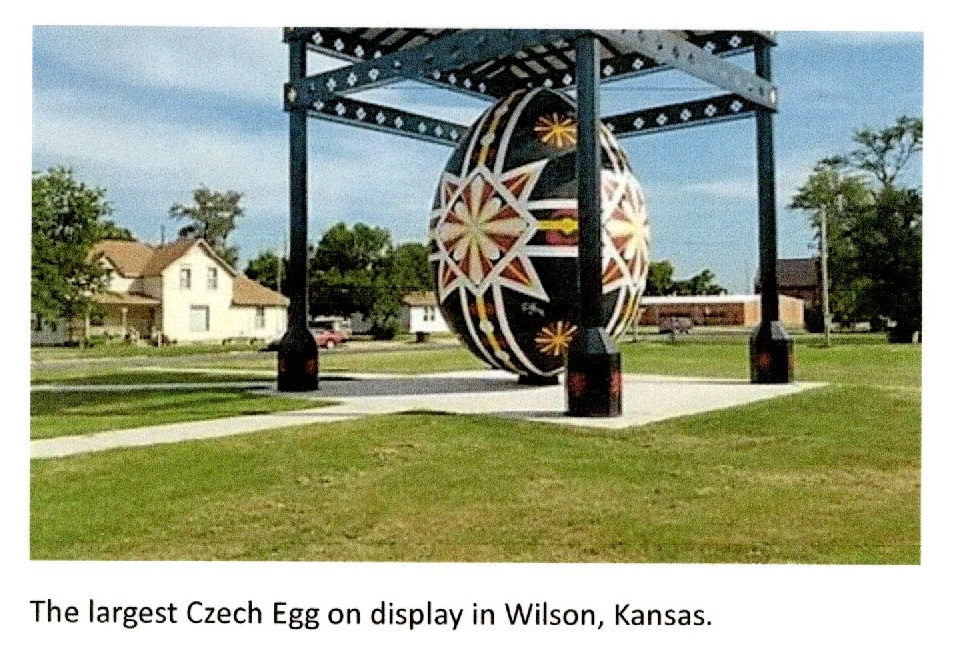 The largest Czech Egg on display in Wilson, Kansas.